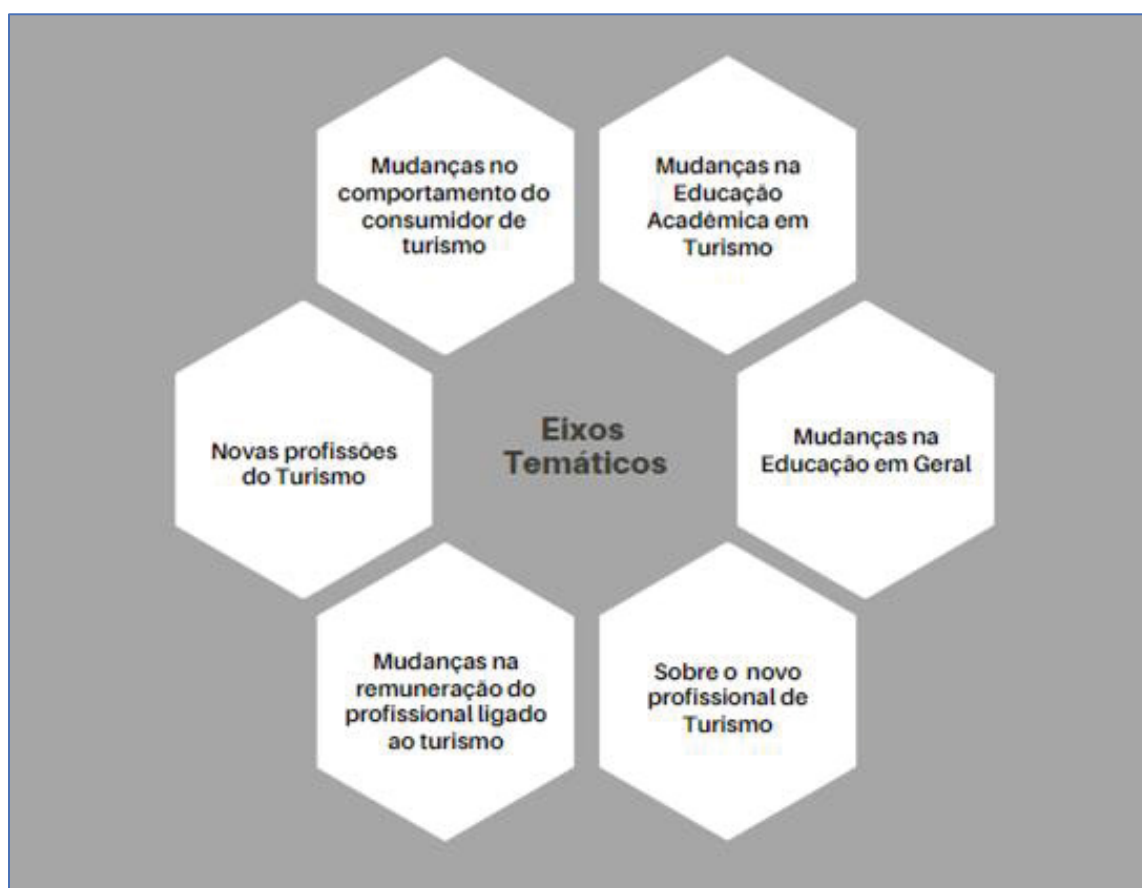 Mudanças no
comportamento do
consumidor de
turismo
Mudanças na
Educação
Acadêmica em
Turismo
Novas profissões
do Turismo
Eixos
Temáticos
Mudanças na
Educação em Geral
Mudanças na
remuneração do
profissional ligado
ao turismo
Sobre o novo
profissional de
Turismo